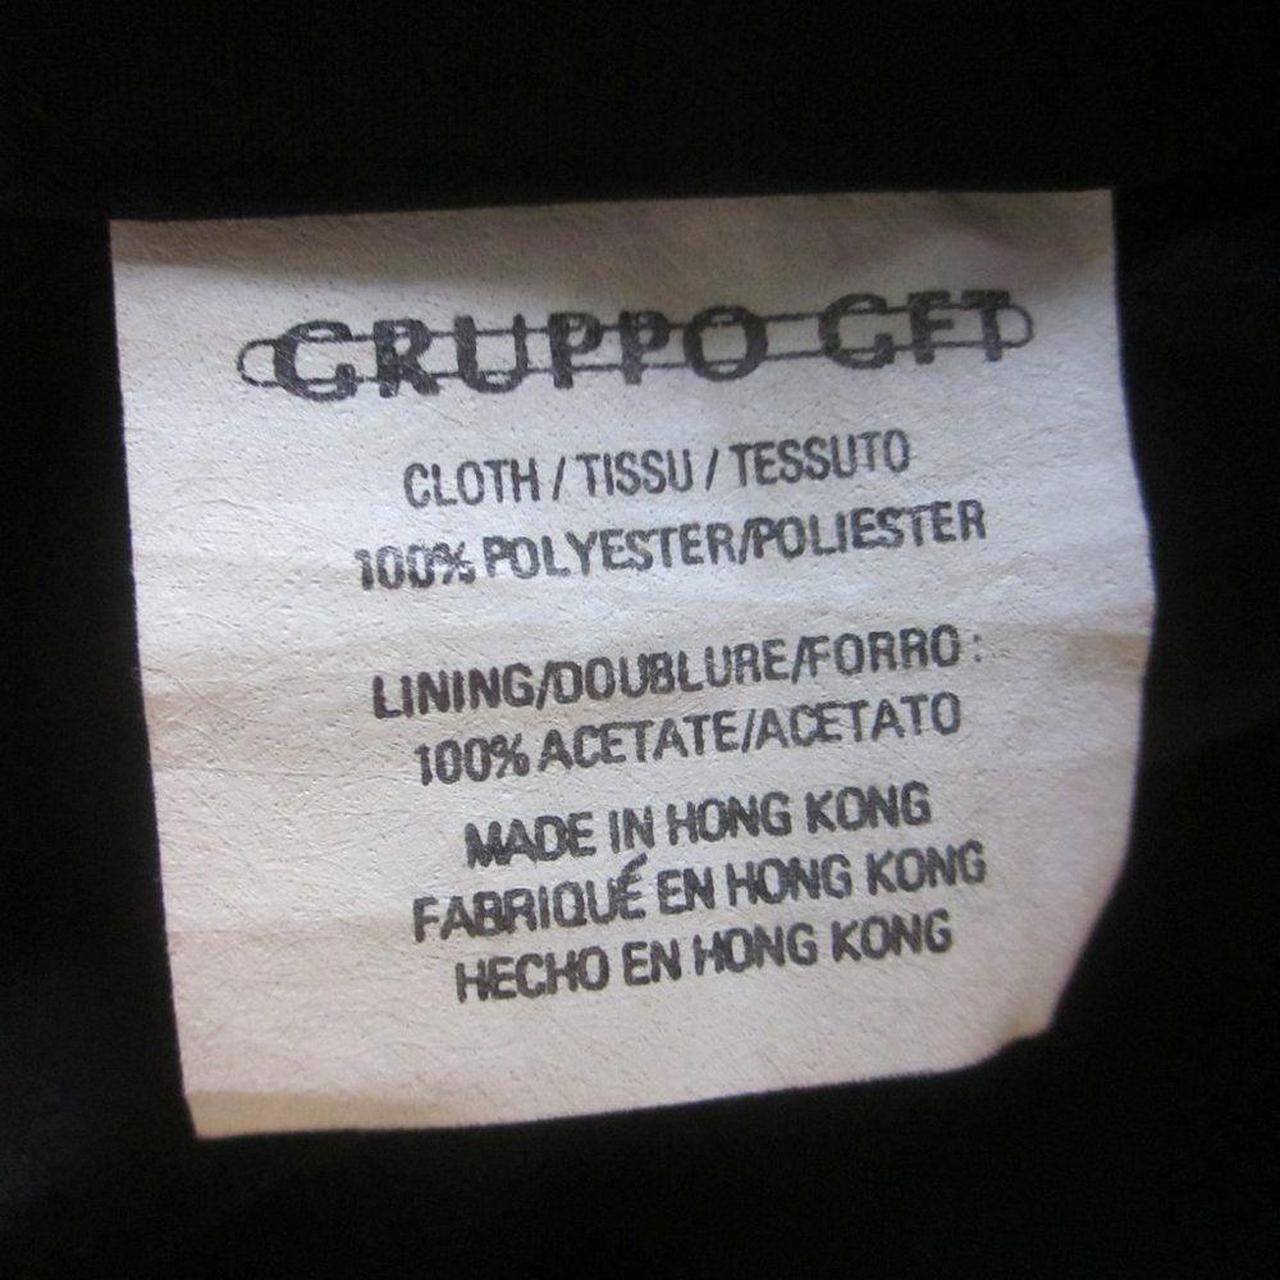 GRUPPO GFT
CLOTH / TISSU / TESSUTO
100% POLYESTER/POLIESTER
LINING/DOUBLURE/FORRO :
100% ACETATE/ACETATO
MADE IN HONG KONG
FABRIQUÉ EN HONG KONG
HECHO EN HONG KONG